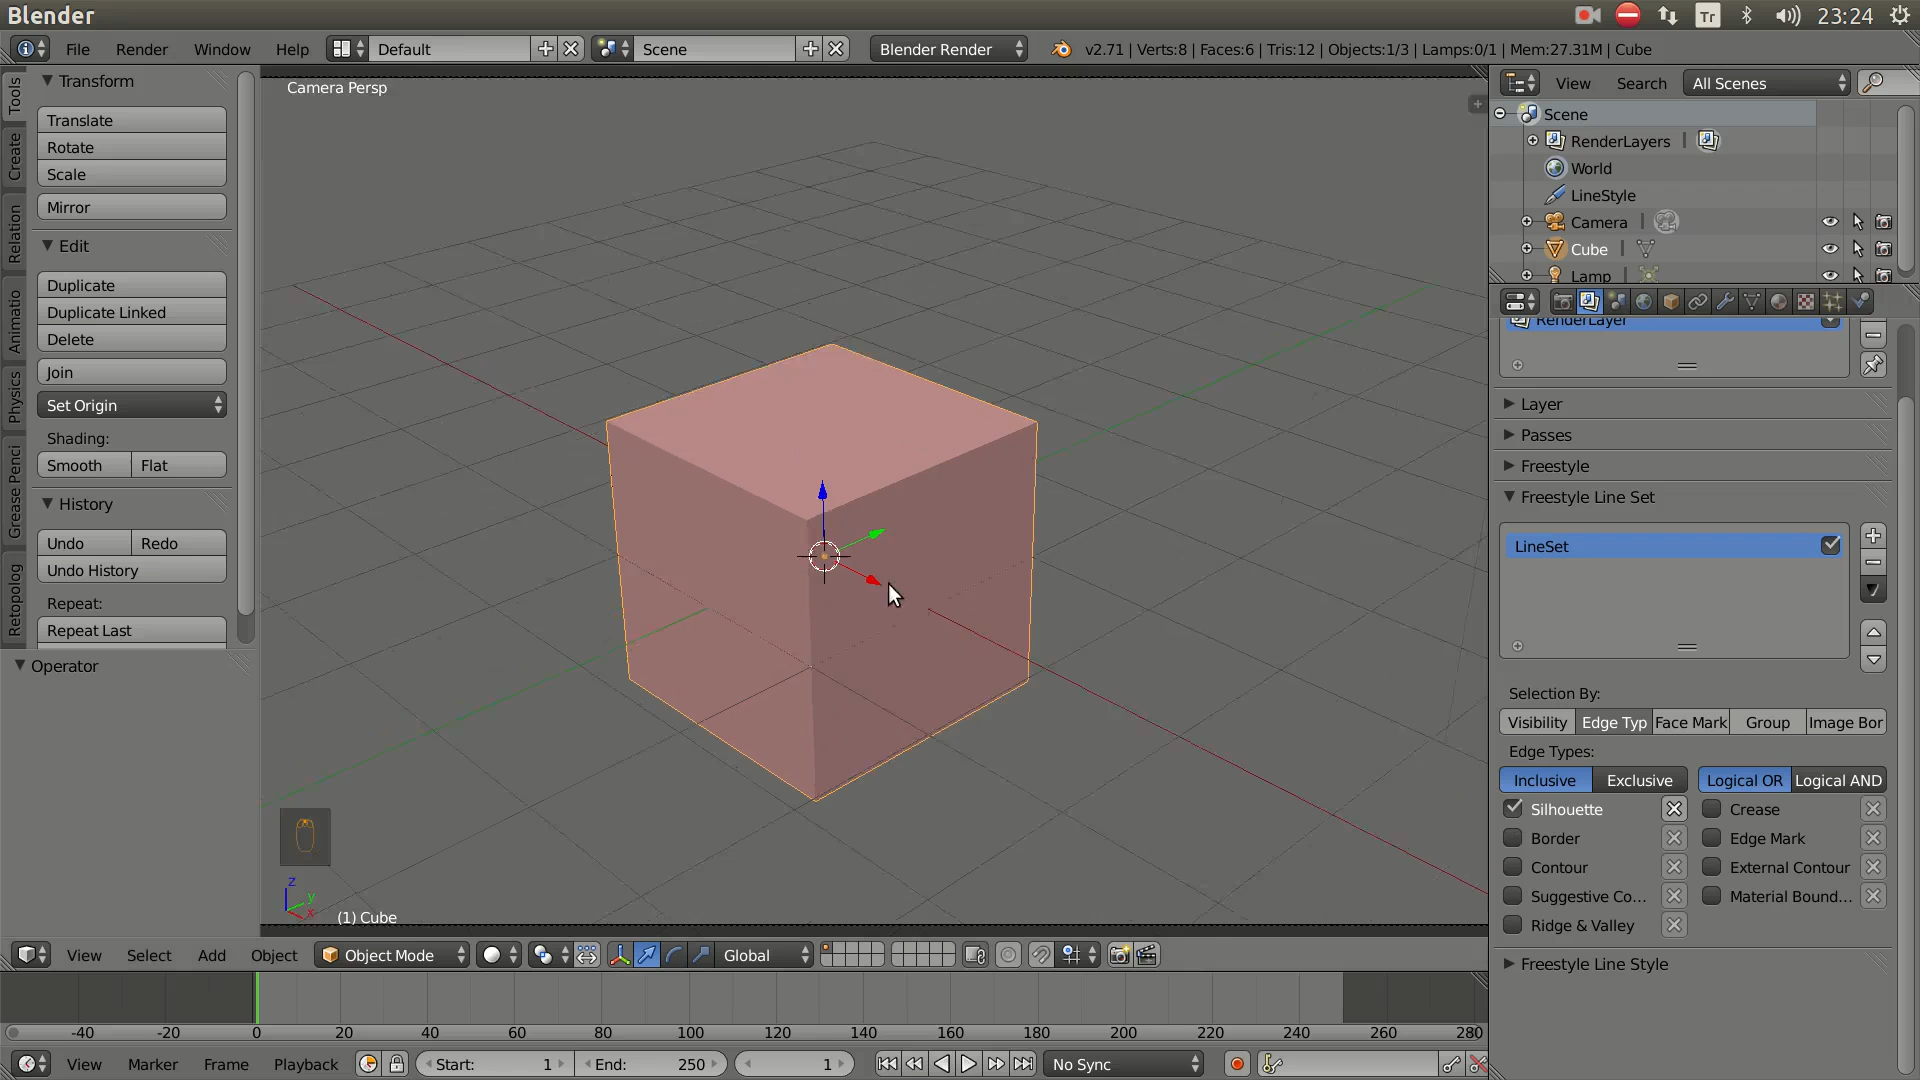 Blender
Tr
23:24
File Render Window Help
Default
Scene
Blender Render
v2.71 | Verts:8 | Faces:6 | Tris:12 | Objects:1/3 | Lamps:0/1 | Mem:27.31M | Cube
Tools
Create
Relation
Animatio
Physics
Grease Penci
Retopolog
Transform
Translate
Rotate
Scale
Mirror
Edit
Duplicate
Duplicate Linked
Delete
Join
Set Origin
Shading:
Smooth Flat
History
Undo Redo
Undo History
Repeat:
Repeat Last
Operator
Camera Persp
z
y
x
(1) Cube
View Select Add Object
Object Mode
Global
-40 -20 0 20 40 60 80 100 120 140 160 180 200 220 240 260 280
View Marker Frame Playback
Start: 1
End: 250
1
No Sync
View Search All Scenes
Scene
RenderLayers
World
LineStyle
Camera
Cube
Lamp
RenderLayer
Layer
Passes
Freestyle
Freestyle Line Set
LineSet
Selection By:
Visibility Edge Typ Face Mark Group Image Bor
Edge Types:
Inclusive Exclusive Logical OR Logical AND
Silhouette Crease
Border Edge Mark
Contour External Contour
Suggestive Co... Material Bound...
Ridge & Valley
Freestyle Line Style